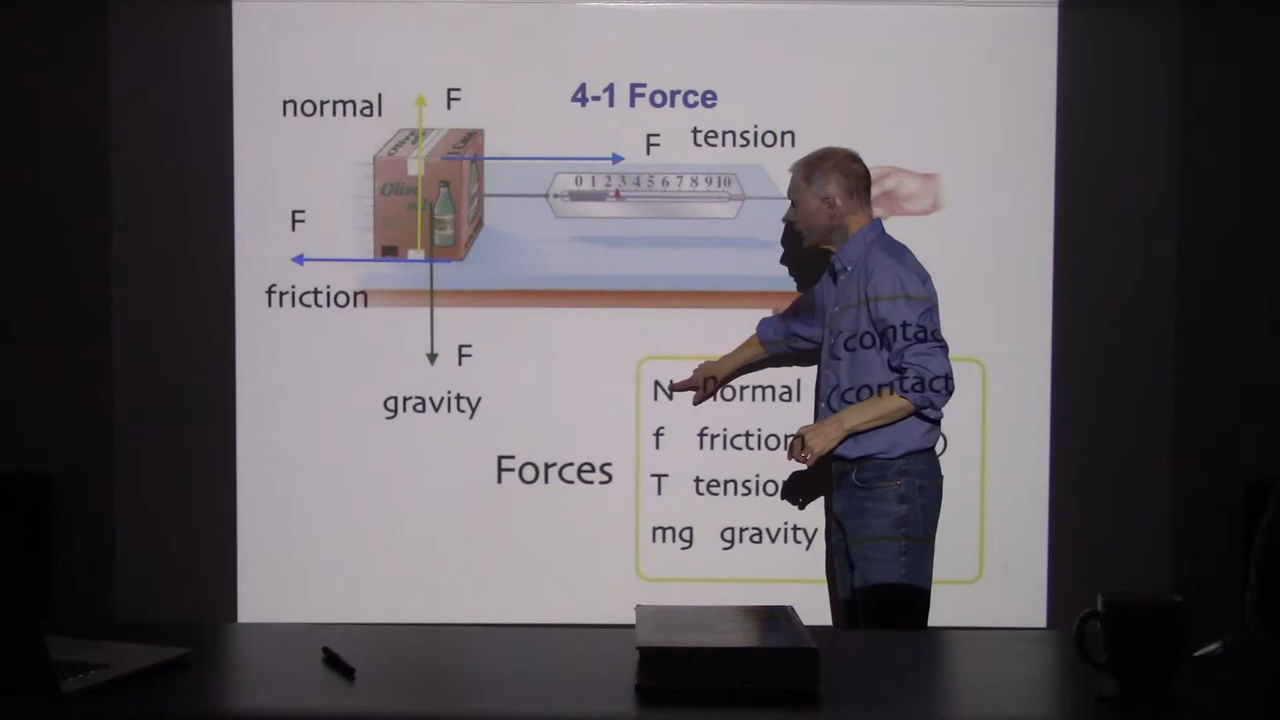 4-1 Force
normal F
F tension
0 1 2 3 4 5 6 7 8 9 10
Olive
F
friction
F
gravity
Forces
N normal (contact
f friction )
T tension
mg gravity